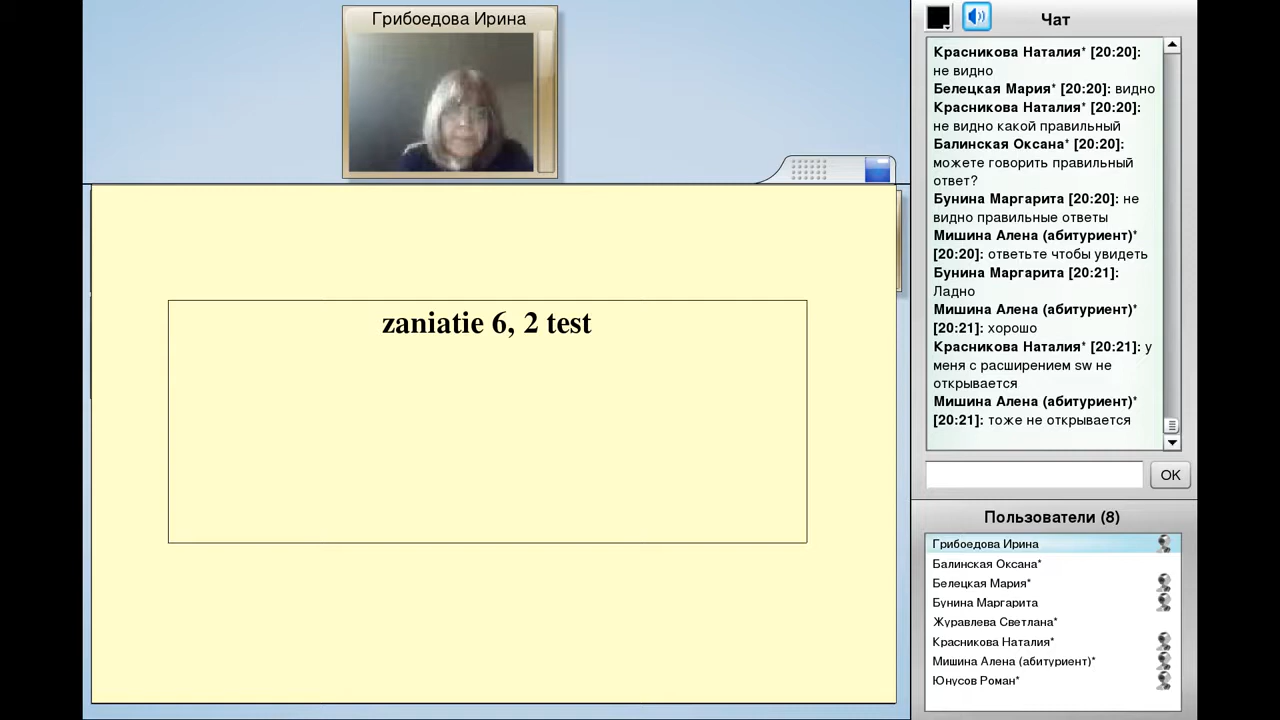 Грибоедова Ирина
zaniatie 6, 2 test
Чат
Красникова Наталия* [20:20]:
не видно
Белецкая Мария* [20:20]: видно
Красникова Наталия* [20:20]:
не видно какой правильный
Балинская Оксана* [20:20]:
можете говорить правильный
ответ?
Бунина Маргарита [20:20]: не
видно правильные ответы
Мишина Алена (абитуриент)*
[20:20]: ответьте чтобы увидеть
Бунина Маргарита [20:21]:
Ладно
Мишина Алена (абитуриент)*
[20:21]: хорошо
Красникова Наталия* [20:21]: у
меня с расширением sw не
открывается
Мишина Алена (абитуриент)*
[20:21]: тоже не открывается
OK
Пользователи (8)
Грибоедова Ирина
Балинская Оксана*
Белецкая Мария*
Бунина Маргарита
Журавлева Светлана*
Красникова Наталия*
Мишина Алена (абитуриент)*
Юнусов Роман*